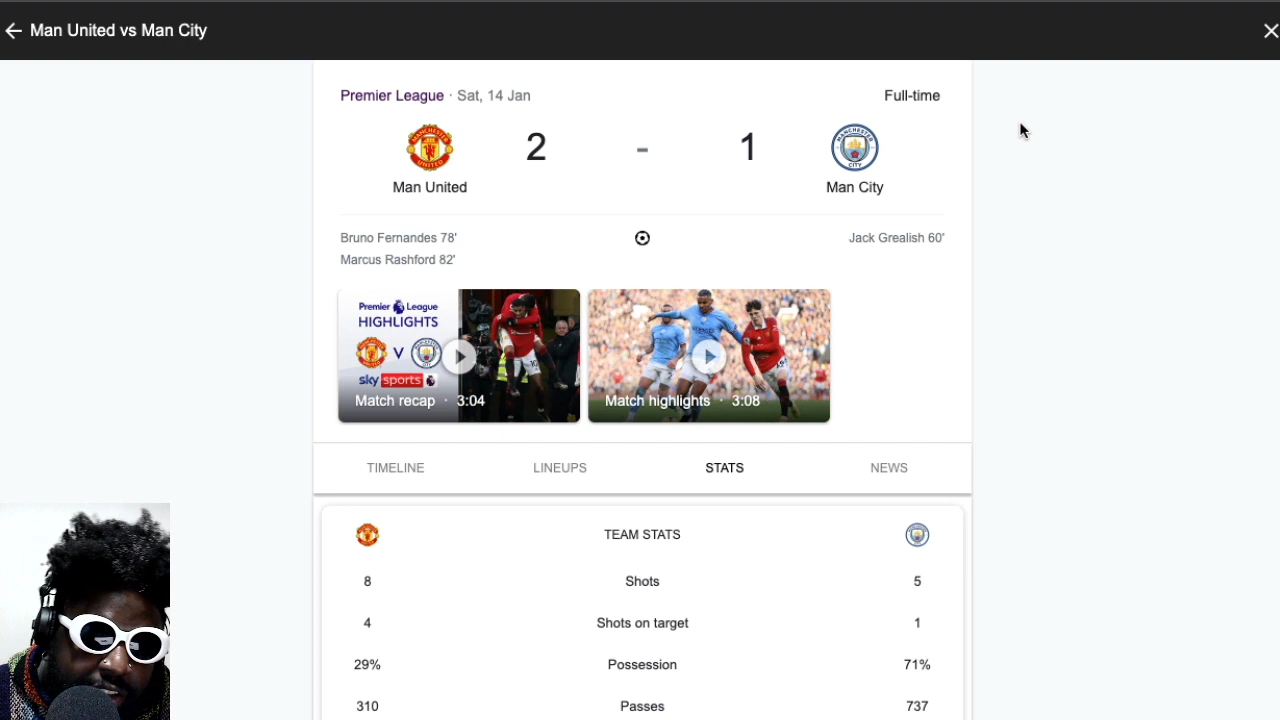 Man United vs Man City
Premier League · Sat, 14 Jan
Full-time
2 - 1
Man United
Man City
Bruno Fernandes 78'
Jack Grealish 60'
Marcus Rashford 82'
Premier League
HIGHLIGHTS
V
sky sports
Match recap · 3:04
Match highlights · 3:08
TIMELINE
LINEUPS
STATS
NEWS
TEAM STATS
8 Shots 5
4 Shots on target 1
29% Possession 71%
310 Passes 737